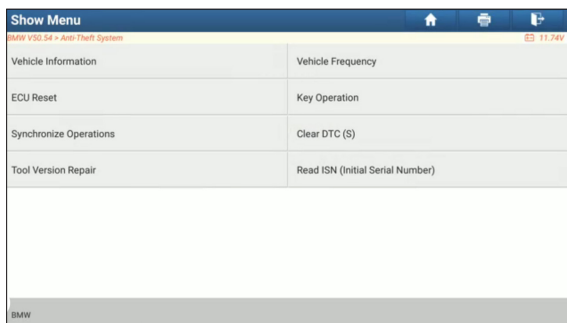 Show Menu
BMW V50.54 > Anti-Theft System
11.74V
Vehicle Information
Vehicle Frequency
ECU Reset
Key Operation
Synchronize Operations
Clear DTC (S)
Tool Version Repair
Read ISN (Initial Serial Number)
BMW